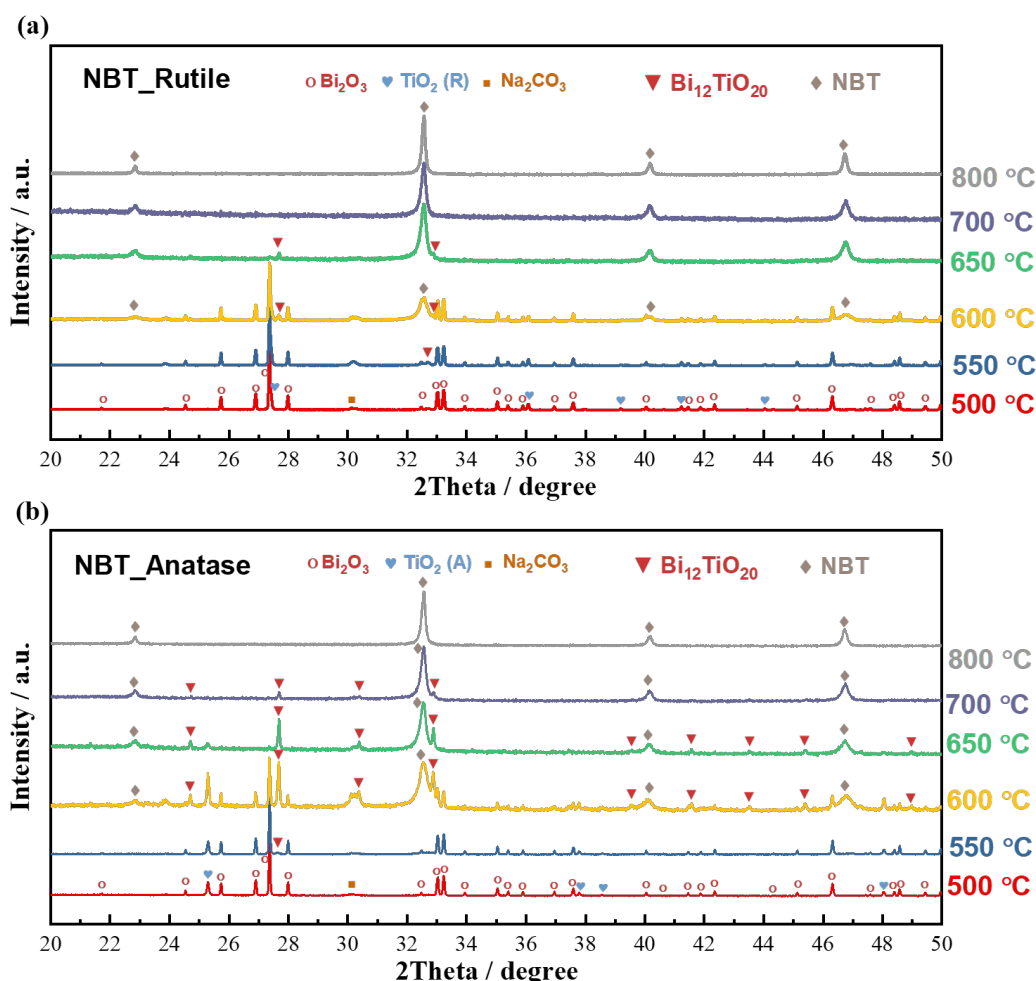 (a)
NBT_Rutile
Bi₂O₃ TiO₂ (R) Na₂CO₃ Bi₁₂TiO₂₀ NBT
Intensity / a.u.
800 °C
700 °C
650 °C
600 °C
550 °C
500 °C
20 22 24 26 28 30 32 34 36 38 40 42 44 46 48 50
2Theta / degree
(b)
NBT_Anatase
Bi₂O₃ TiO₂ (A) Na₂CO₃ Bi₁₂TiO₂₀ NBT
Intensity / a.u.
800 °C
700 °C
650 °C
600 °C
550 °C
500 °C
20 22 24 26 28 30 32 34 36 38 40 42 44 46 48 50
2Theta / degree